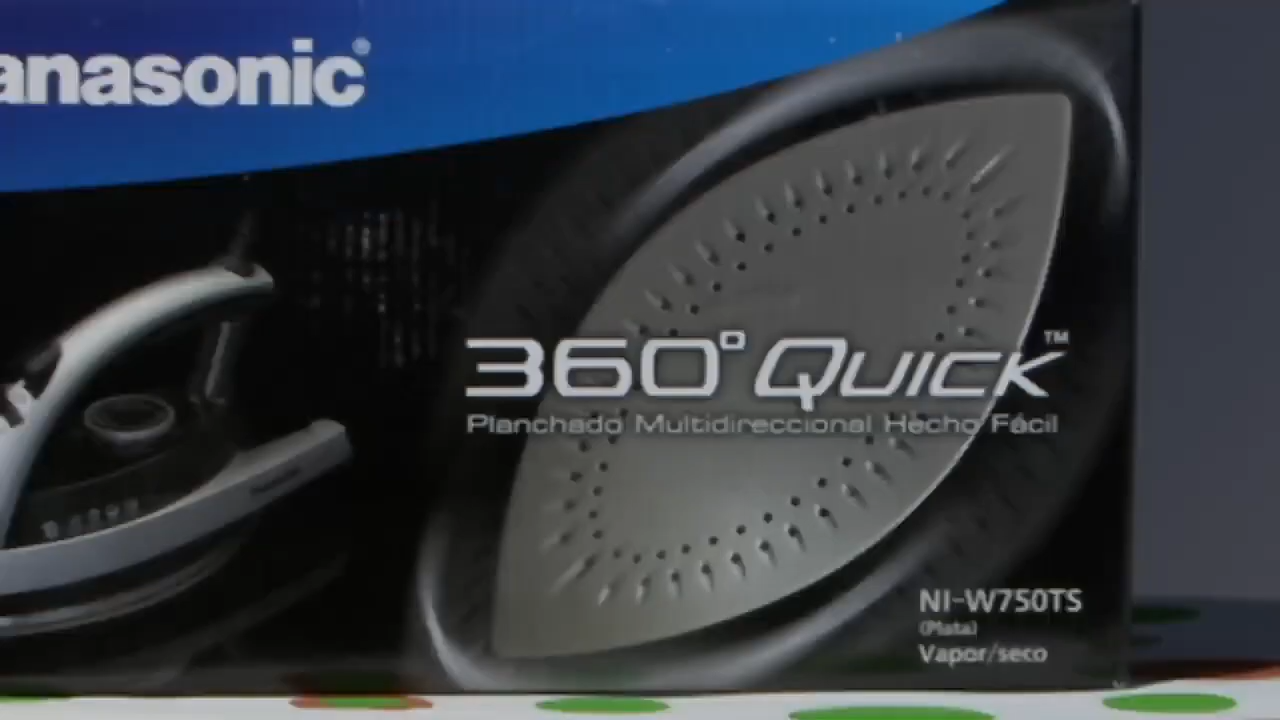 anasonic®
360° QUICK™
Planchado Multidireccional Hecho Fácil
NI-W750TS
(Plata)
Vapor/seco